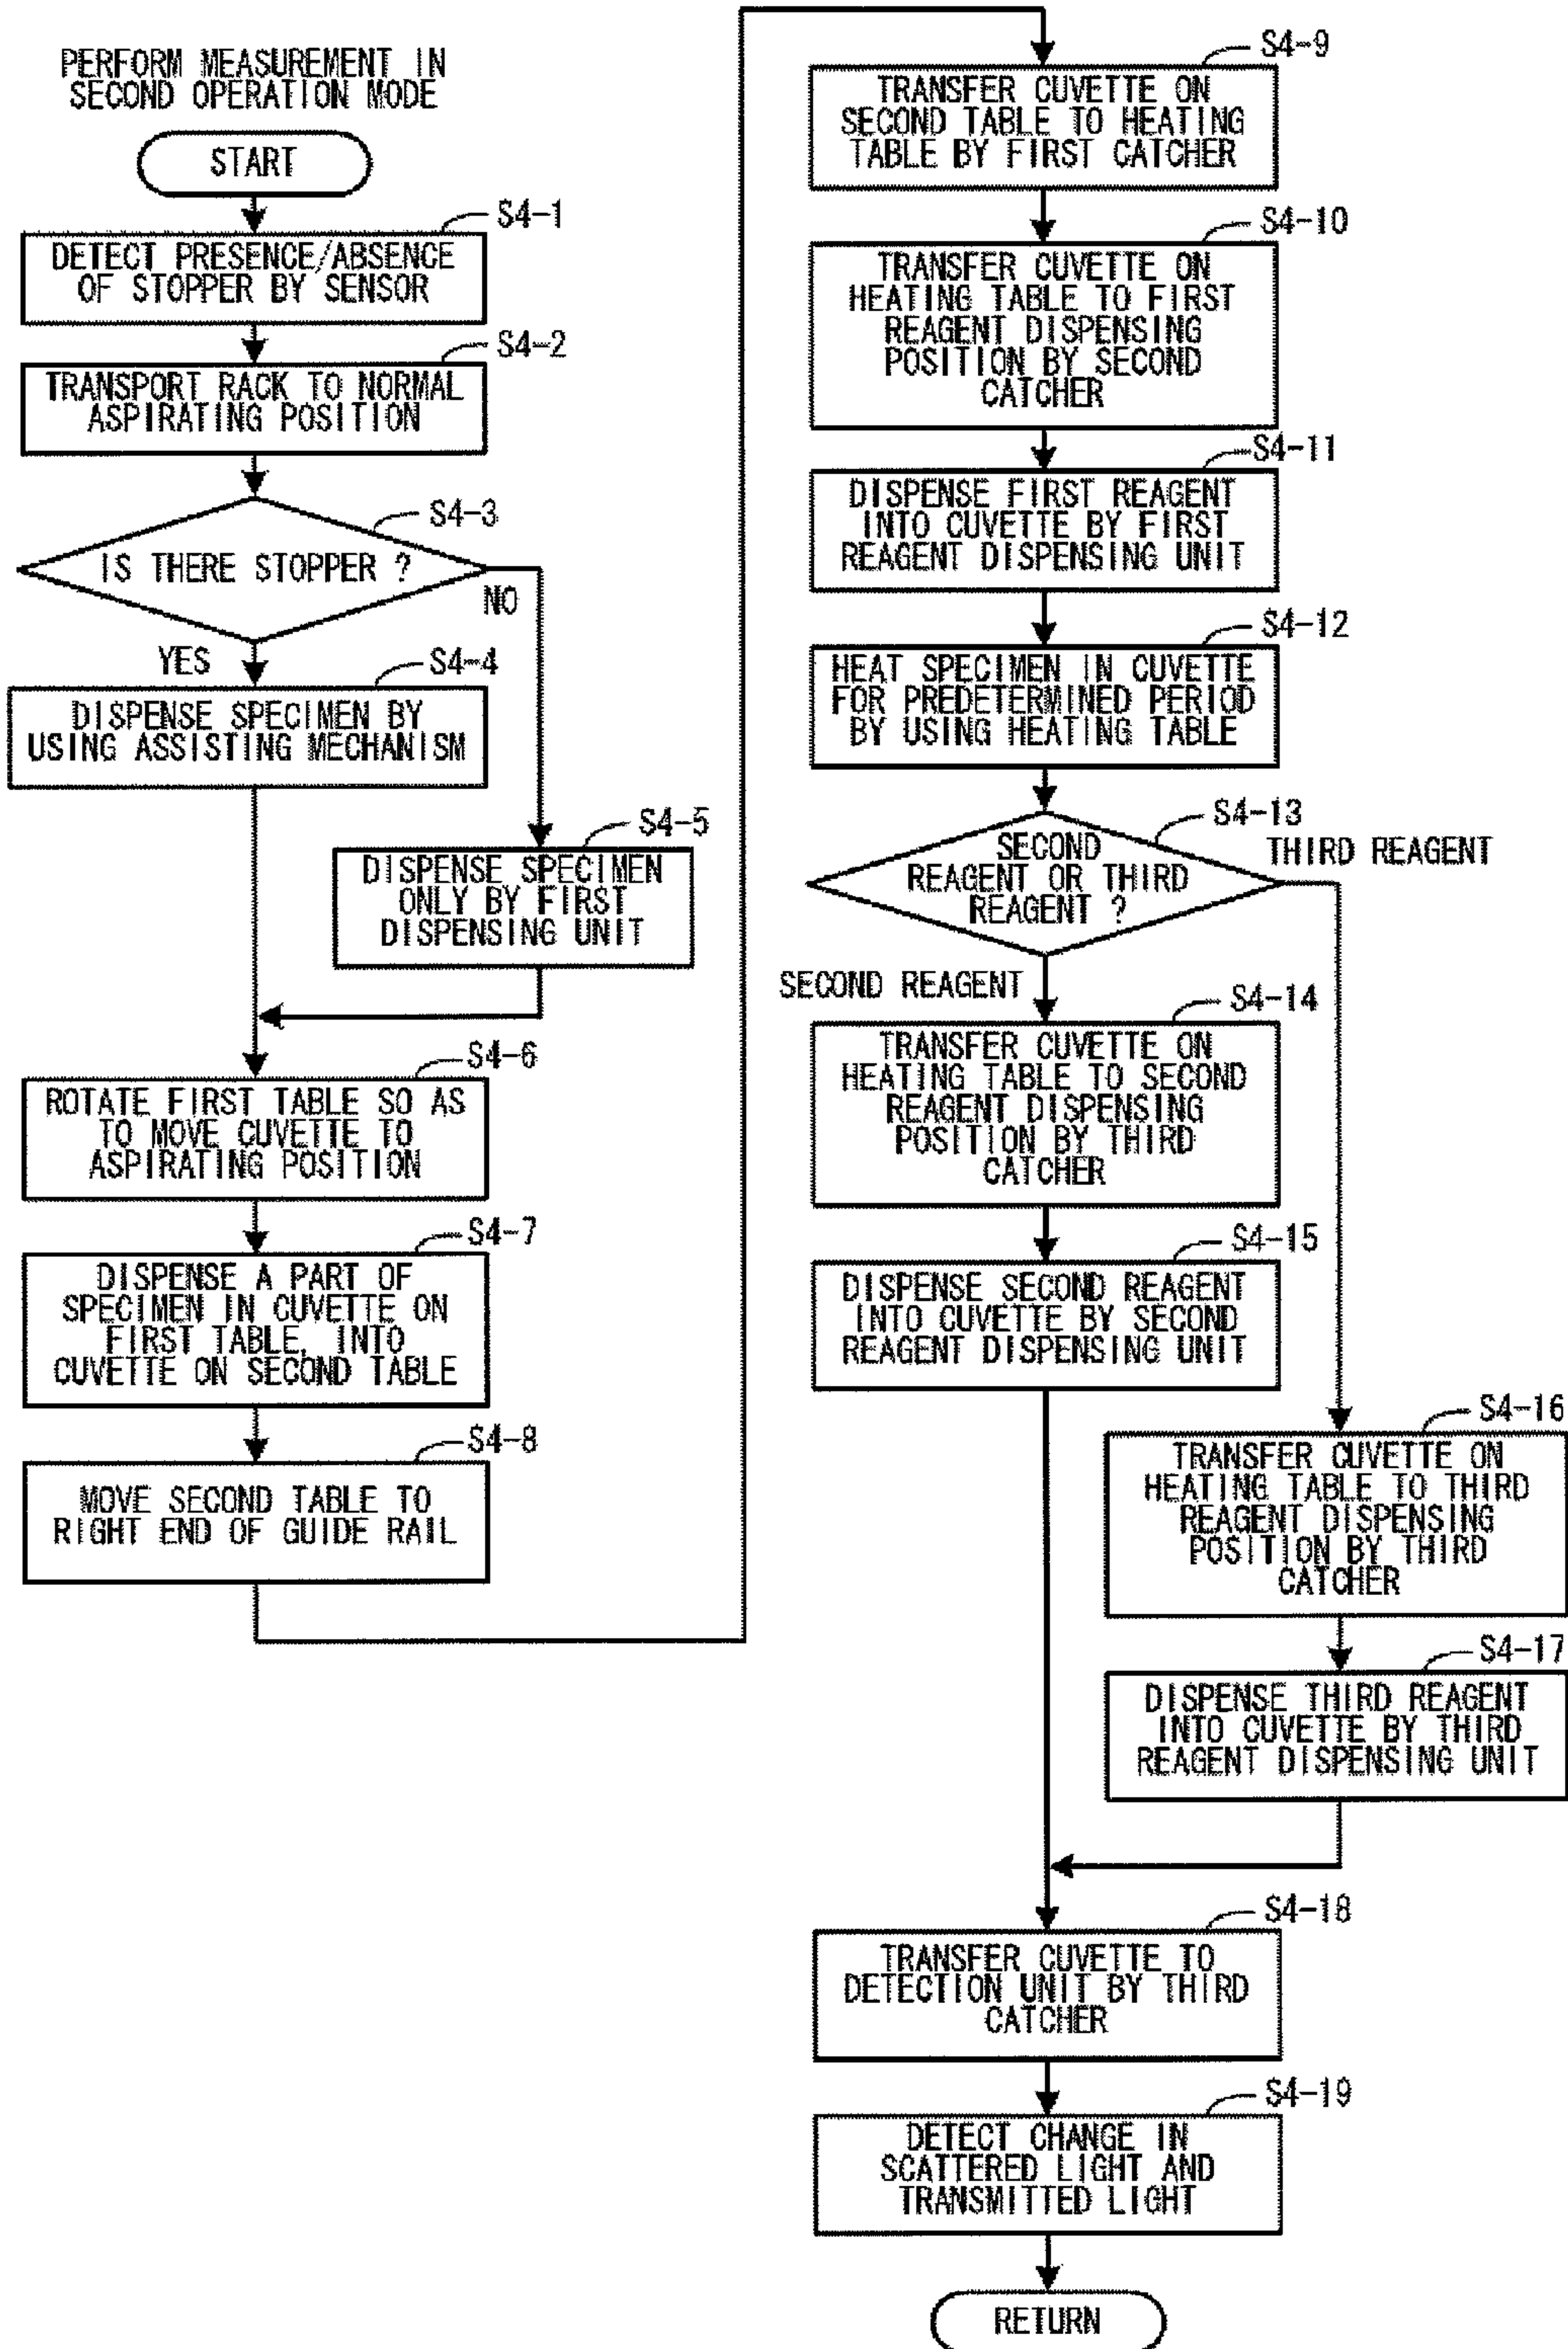 PERFORM MEASUREMENT IN
SECOND OPERATION MODE
START
S4-1
DETECT PRESENCE/ABSENCE
OF STOPPER BY SENSOR
S4-2
TRANSPORT RACK TO NORMAL
ASPIRATING POSITION
S4-3
IS THERE STOPPER ?
NO
YES
S4-4
DISPENSE SPECIMEN BY
USING ASSISTING MECHANISM
S4-5
DISPENSE SPECIMEN
ONLY BY FIRST
DISPENSING UNIT
S4-6
ROTATE FIRST TABLE SO AS
TO MOVE CUVETTE TO
ASPIRATING POSITION
S4-7
DISPENSE A PART OF
SPECIMEN IN CUVETTE ON
FIRST TABLE, INTO
CUVETTE ON SECOND TABLE
S4-8
MOVE SECOND TABLE TO
RIGHT END OF GUIDE RAIL
S4-9
TRANSFER CUVETTE ON
SECOND TABLE TO HEATING
TABLE BY FIRST CATCHER
S4-10
TRANSFER CUVETTE ON
HEATING TABLE TO FIRST
REAGENT DISPENSING
POSITION BY SECOND
CATCHER
S4-11
DISPENSE FIRST REAGENT
INTO CUVETTE BY FIRST
REAGENT DISPENSING UNIT
S4-12
HEAT SPECIMEN IN CUVETTE
FOR PREDETERMINED PERIOD
BY USING HEATING TABLE
S4-13
SECOND
REAGENT OR THIRD
REAGENT ?
THIRD REAGENT
SECOND REAGENT
S4-14
TRANSFER CUVETTE ON
HEATING TABLE TO SECOND
REAGENT DISPENSING
POSITION BY THIRD
CATCHER
S4-15
DISPENSE SECOND REAGENT
INTO CUVETTE BY SECOND
REAGENT DISPENSING UNIT
S4-16
TRANSFER CUVETTE ON
HEATING TABLE TO THIRD
REAGENT DISPENSING
POSITION BY THIRD
CATCHER
S4-17
DISPENSE THIRD REAGENT
INTO CUVETTE BY THIRD
REAGENT DISPENSING UNIT
S4-18
TRANSFER CUVETTE TO
DETECTION UNIT BY THIRD
CATCHER
S4-19
DETECT CHANGE IN
SCATTERED LIGHT AND
TRANSMITTED LIGHT
RETURN